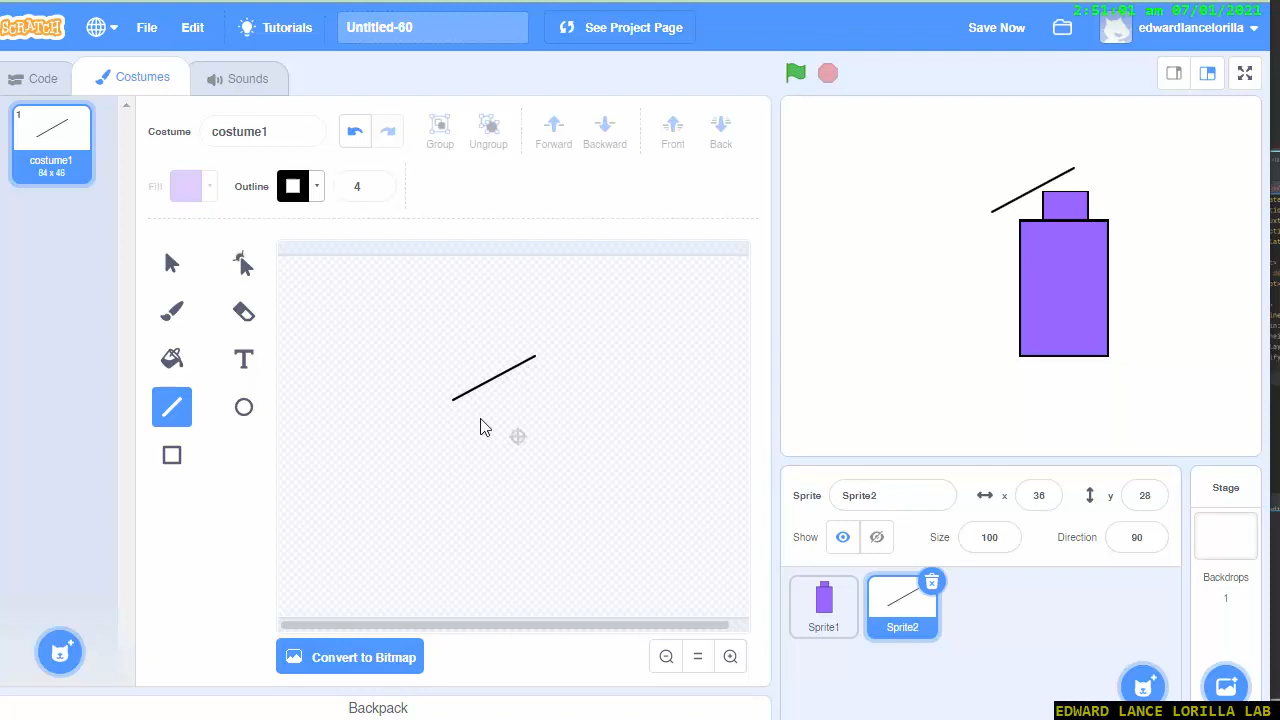 2:51:01 am 07/01/2021
SCRATCH File Edit Tutorials Untitled-60 See Project Page Save Now edwardlancelorilla
Code Costumes Sounds
1
costume1
84 x 46
Costume costume1 Group Ungroup Forward Backward Front Back
Fill Outline 4
Convert to Bitmap
Backpack
Sprite Sprite2 x 36 y 28
Show Size 100 Direction 90
Sprite1 Sprite2
Stage
Backdrops
1
EDWARD LANCE LORILLA LAB